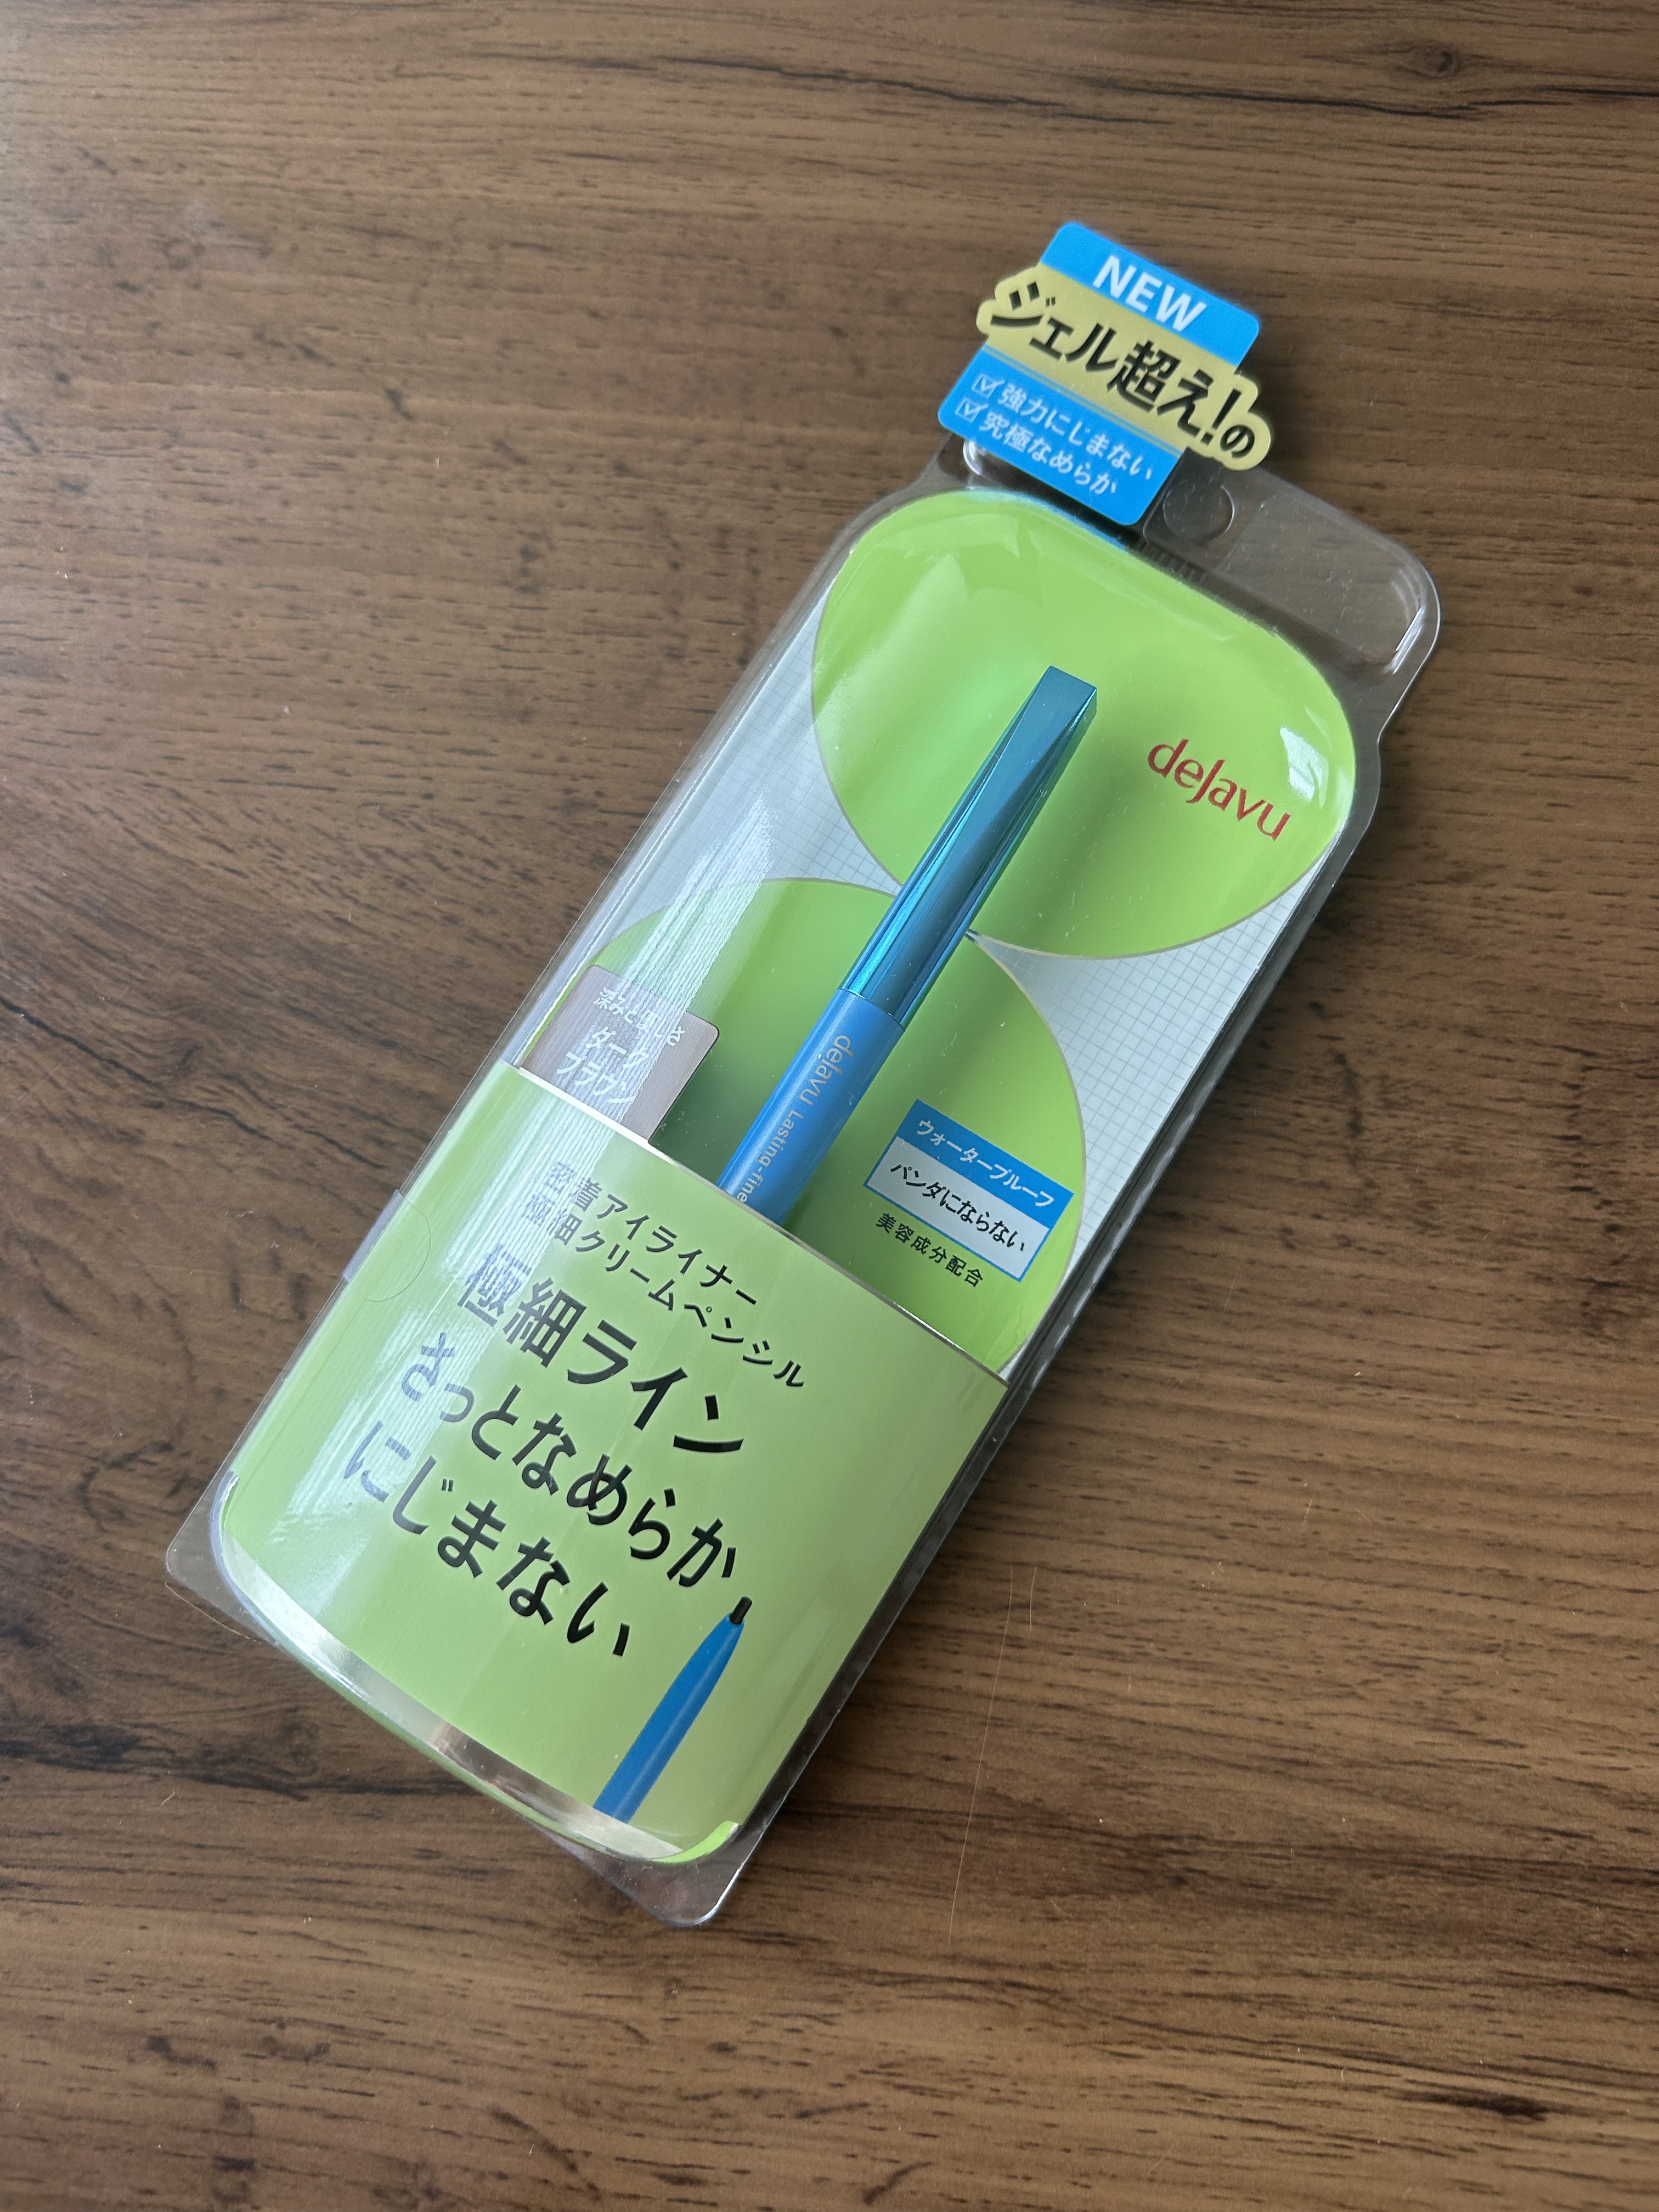 NEW
ジェル超え!の
☑強力にじまない
☑究極なめらか
dejavu
深みと優しさ
ダーク
ブラウン
dejavu Lasting-fine
ウォータープルーフ
パンダにならない
美容成分配合
密着アイライナー
極細クリームペンシル
極細ライン
さっとなめらか
にじまない